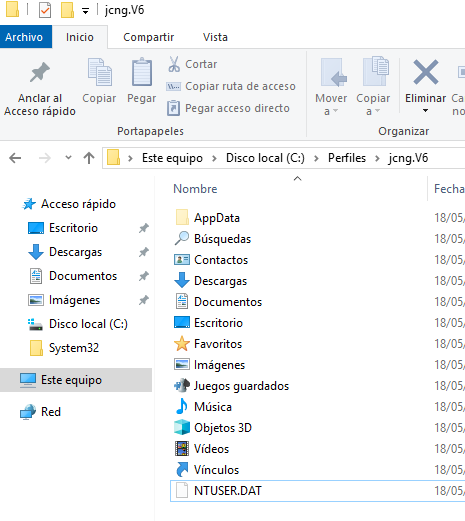 jcng.V6
Archivo Inicio Compartir Vista
Anclar al
Acceso rápido
Copiar
Pegar
Cortar
Copiar ruta de acceso
Pegar acceso directo
Mover
a
Copiar
a
Eliminar
Ca
no
Portapapeles
Organizar
Este equipo Disco local (C:) Perfiles jcng.V6
Acceso rápido
Escritorio
Descargas
Documentos
Imágenes
Disco local (C:)
System32
Este equipo
Red
Nombre Fecha
AppData 18/05/
Búsquedas 18/05/
Contactos 18/05/
Descargas 18/05/
Documentos 18/05/
Escritorio 18/05/
Favoritos 18/05/
Imágenes 18/05/
Juegos guardados 18/05/
Música 18/05/
Objetos 3D 18/05/
Vídeos 18/05/
Vínculos 18/05/
NTUSER.DAT 18/05/